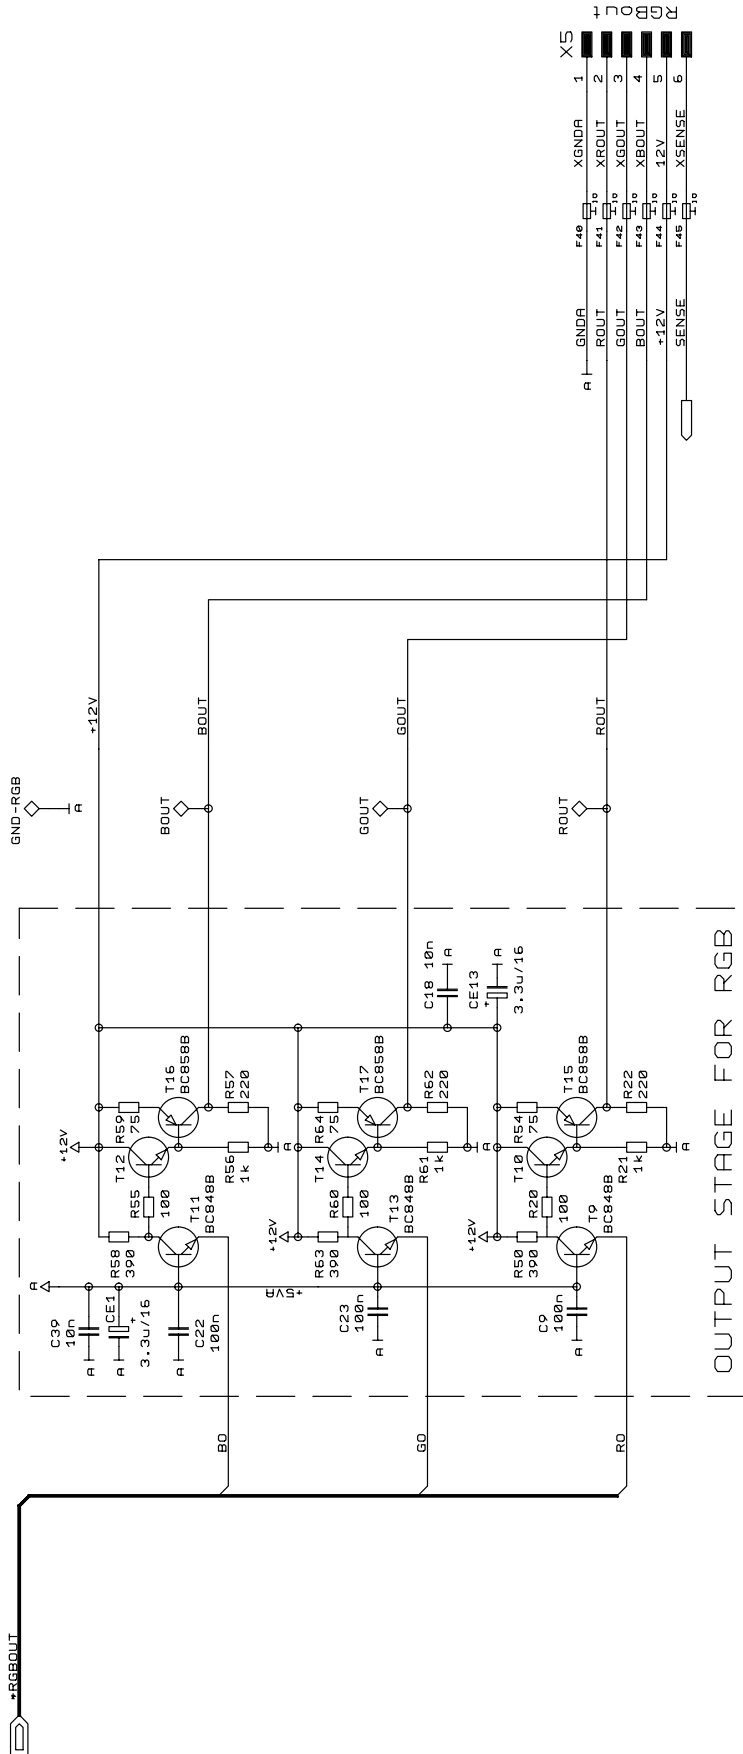 RGBout
X5
1
2
3
4
5
6
XGNDA
XROUT
XGOUT
XBOUT
12V
XSENSE
F40
F41
F42
F43
F44
F45
GNDA
ROUT
GOUT
BOUT
+12V
SENSE
A
GND-RGB
A
+12V
BOUT
GOUT
ROUT
BOUT
GOUT
ROUT
C18 10n
A
CE13
+
3.3u/16
A
+12V
R59
75
T16
BC858B
R57
220
T12
R56
1k
A
R55
100
R58
390
T11
BC848B
+12V
R64
75
T17
BC858B
R62
220
T14
R61
1k
A
R60
100
R63
390
T13
BC848B
+12V
R54
75
T15
BC858B
R22
220
T10
R21
1k
A
R20
100
R50
390
T9
BC848B
A
+5VA
C39
10n
A
CE1
+
3.3u/16
A
C22
100n
A
C23
100n
A
C9
100n
A
OUTPUT STAGE FOR RGB
BO
GO
RO
*RGBOUT